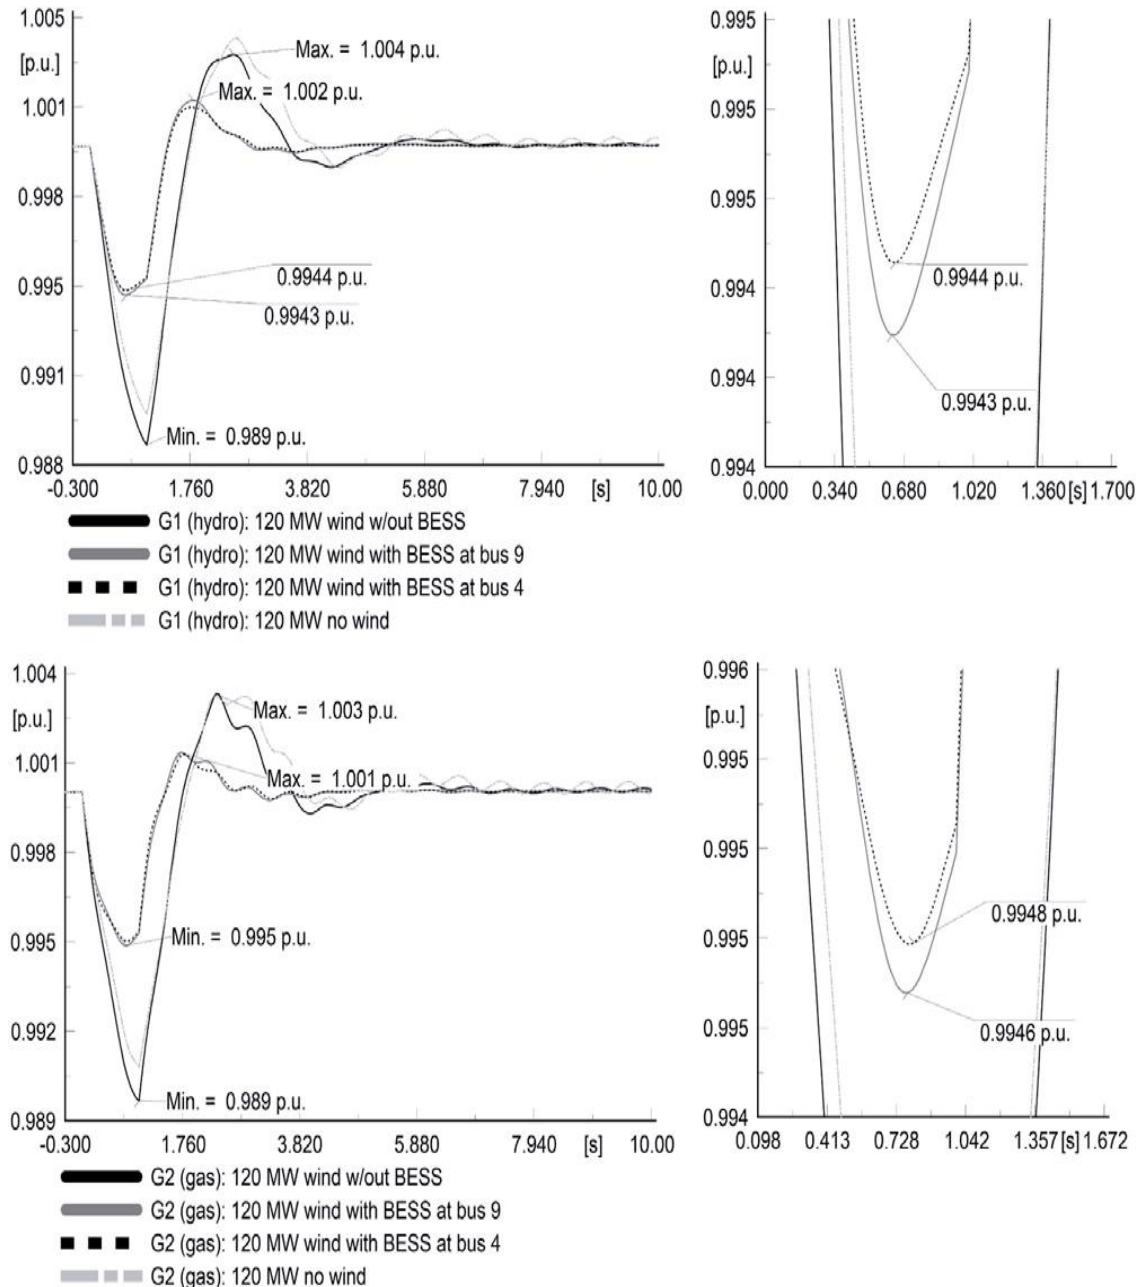 1.005
[p.u.]
1.001
0.998
0.995
0.991
0.988
-0.300
1.760
3.820
5.880
7.940
[s]
10.00
Max. = 1.004 p.u.
Max. = 1.002 p.u.
0.9944 p.u.
0.9943 p.u.
Min. = 0.989 p.u.
G1 (hydro): 120 MW wind w/out BESS
G1 (hydro): 120 MW wind with BESS at bus 9
G1 (hydro): 120 MW wind with BESS at bus 4
G1 (hydro): 120 MW no wind
0.995
[p.u.]
0.995
0.995
0.994
0.994
0.994
0.000
0.340
0.680
1.020
1.360
[s]
1.700
0.9944 p.u.
0.9943 p.u.
1.004
[p.u.]
1.001
0.998
0.995
0.992
0.989
-0.300
1.760
3.820
5.880
7.940
[s]
10.00
Max. = 1.003 p.u.
Max. = 1.001 p.u.
Min. = 0.995 p.u.
Min. = 0.989 p.u.
G2 (gas): 120 MW wind w/out BESS
G2 (gas): 120 MW wind with BESS at bus 9
G2 (gas): 120 MW wind with BESS at bus 4
G2 (gas): 120 MW no wind
0.996
[p.u.]
0.995
0.995
0.995
0.995
0.994
0.098
0.413
0.728
1.042
1.357
[s]
1.672
0.9948 p.u.
0.9946 p.u.